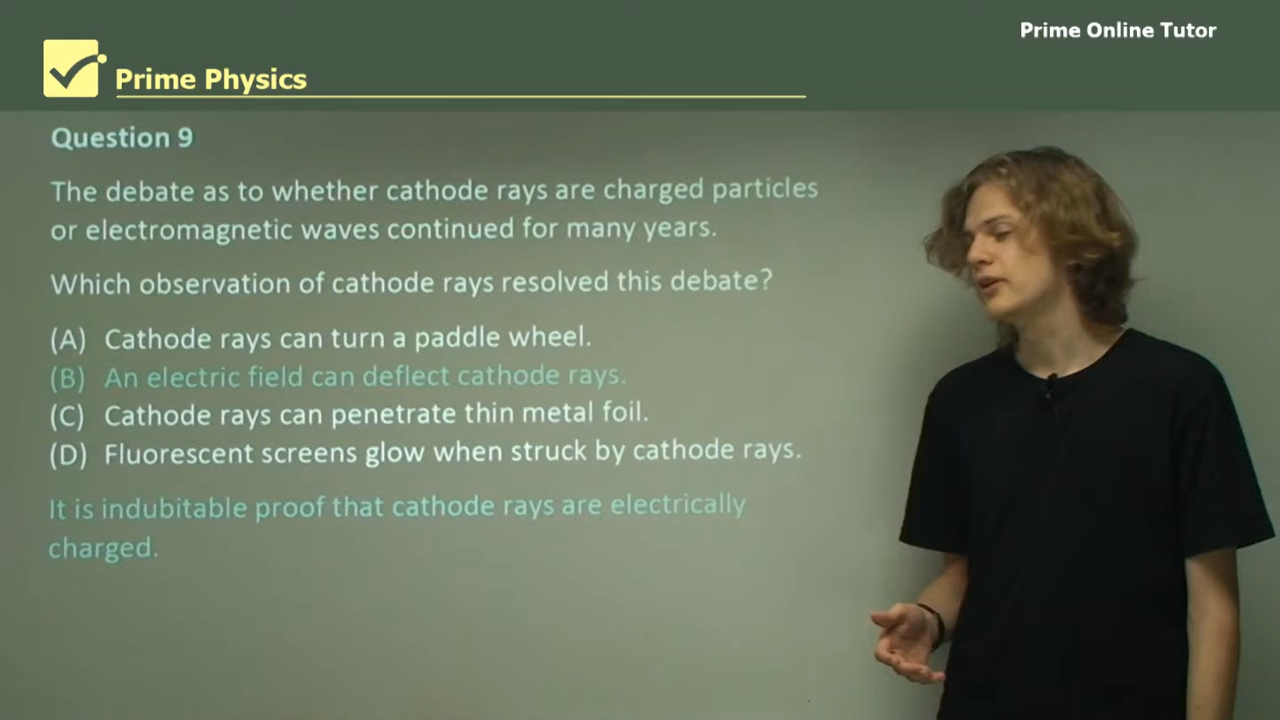 Prime Online Tutor
Prime Physics
Question 9
The debate as to whether cathode rays are charged particles
or electromagnetic waves continued for many years.
Which observation of cathode rays resolved this debate?
(A) Cathode rays can turn a paddle wheel.
(B) An electric field can deflect cathode rays.
(C) Cathode rays can penetrate thin metal foil.
(D) Fluorescent screens glow when struck by cathode rays.
It is indubitable proof that cathode rays are electrically
charged.